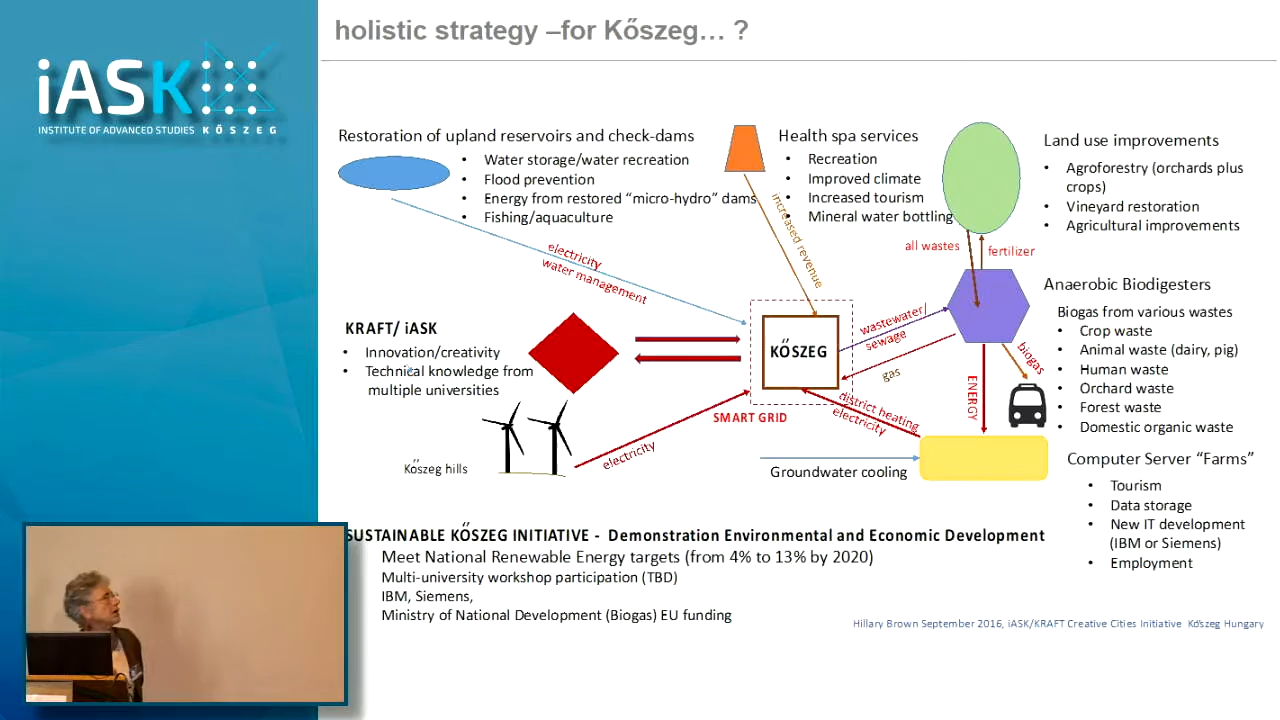 holistic strategy –for Kőszeg… ?
iASK
INSTITUTE OF ADVANCED STUDIES KŐSZEG
Restoration of upland reservoirs and check-dams
• Water storage/water recreation
• Flood prevention
• Energy from restored “micro-hydro” dams
• Fishing/aquaculture
Health spa services
• Recreation
• Improved climate
• Increased tourism
• Mineral water bottling
Land use improvements
• Agroforestry (orchards plus
crops)
• Vineyard restoration
• Agricultural improvements
electricity
water management
increased revenue
all wastes
fertilizer
KRAFT/ iASK
• Innovation/creativity
• Technical knowledge from
multiple universities
KŐSZEG
SMART GRID
wastewater/
sewage
gas
ENERGY
biogas
district heating
electricity
Anaerobic Biodigesters
Biogas from various wastes
• Crop waste
• Animal waste (dairy, pig)
• Human waste
• Orchard waste
• Forest waste
• Domestic organic waste
Kőszeg hills
electricity
Groundwater cooling
Computer Server “Farms”
• Tourism
• Data storage
• New IT development
(IBM or Siemens)
• Employment
SUSTAINABLE KŐSZEG INITIATIVE - Demonstration Environmental and Economic Development
Meet National Renewable Energy targets (from 4% to 13% by 2020)
Multi-university workshop participation (TBD)
IBM, Siemens,
Ministry of National Development (Biogas) EU funding
Hillary Brown September 2016, iASK/KRAFT Creative Cities Initiative Kőszeg Hungary